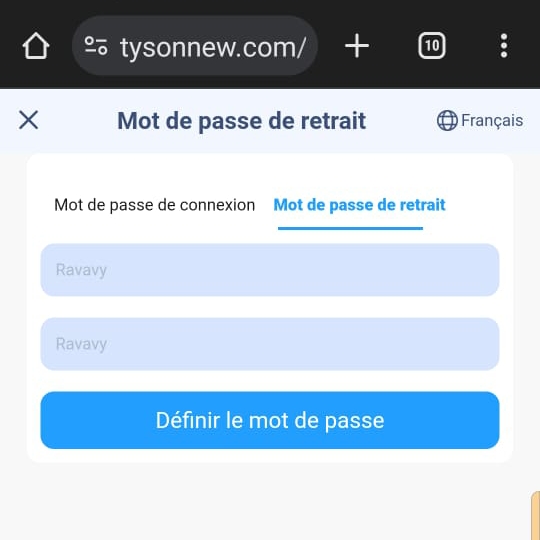 tysonnew.com/
10
Mot de passe de retrait
Français
Mot de passe de connexion Mot de passe de retrait
Ravavy
Ravavy
Définir le mot de passe